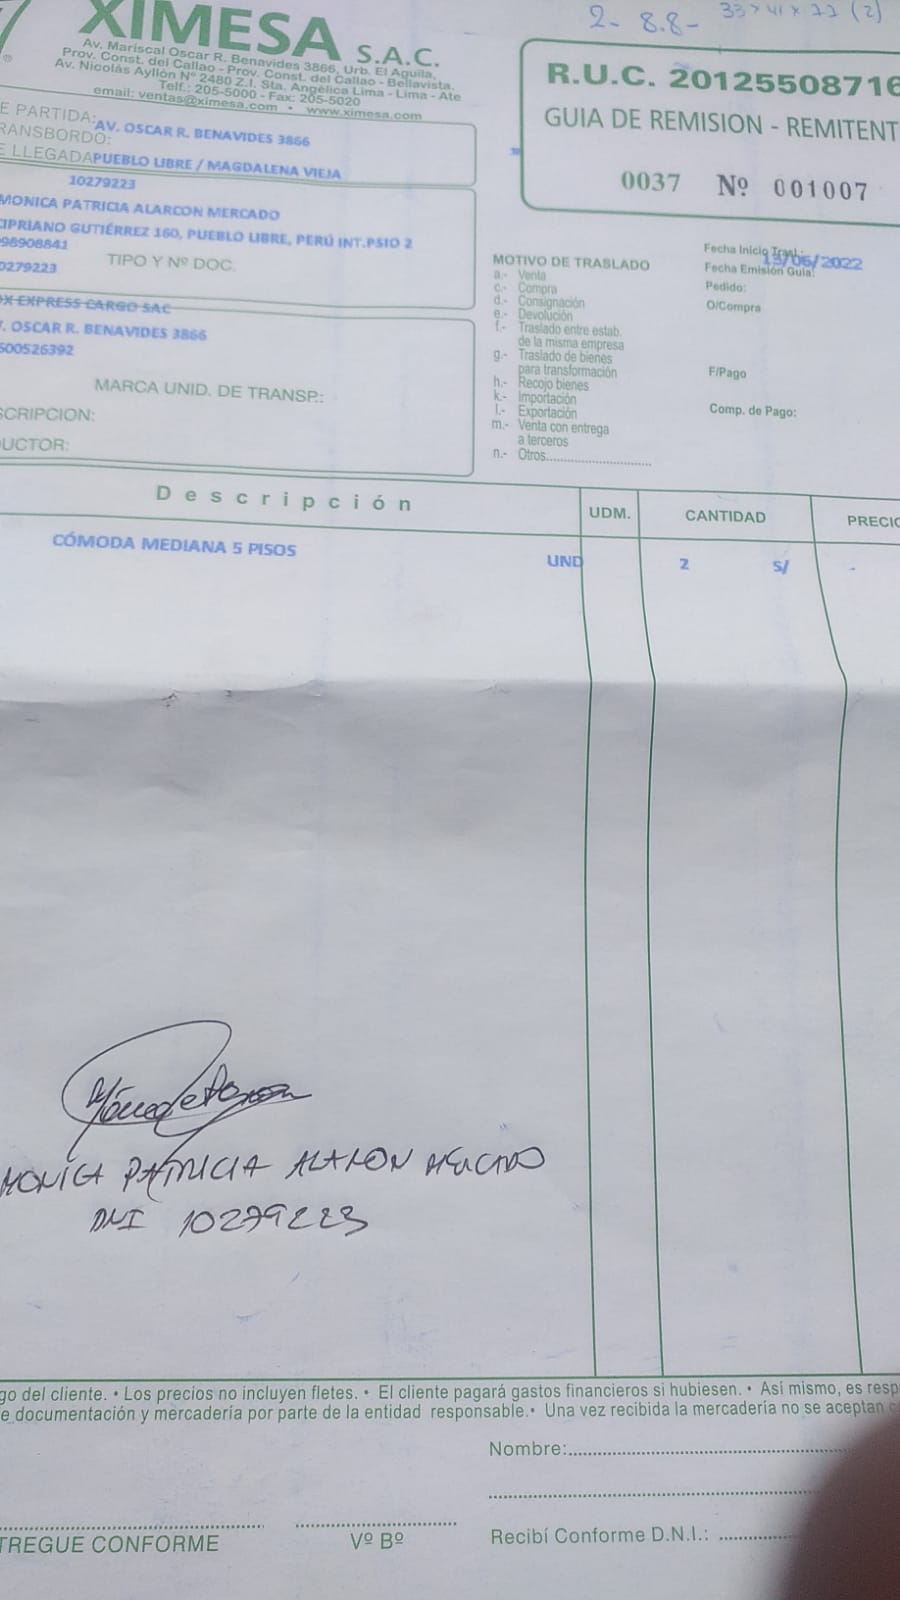 XIMESA S.A.C.
2- 8.8- 33 x 41 x 72 (2)
Av. Mariscal Oscar R. Benavides 3866, Urb. El Aguila,
Prov. Const. del Callao - Prov. Const. del Callao - Bellavista.
Av. Nicolás Ayllón Nº 2480 Z.I. Sta. Angélica Lima - Lima - Ate
Telf.: 205-5000 - Fax: 205-5020
email: ventas@ximesa.com • www.ximesa.com
R.U.C. 20125508716
GUIA DE REMISION - REMITENT
0037 Nº 001007
E PARTIDA: AV. OSCAR R. BENAVIDES 3866
RANSBORDO:
E LLEGADA PUEBLO LIBRE / MAGDALENA VIEJA
10279223
MONICA PATRICIA ALARCON MERCADO
CIPRIANO GUTIÉRREZ 160, PUEBLO LIBRE, PERÚ INT.PSIO 2
98908841
TIPO Y Nº DOC.
0279223
OX EXPRESS CARGO SAC
. OSCAR R. BENAVIDES 3866
600526392
MARCA UNID. DE TRANSP.:
SCRIPCION:
UCTOR:
MOTIVO DE TRASLADO
a.- Venta
c.- Compra
d.- Consignación
e.- Devolución
f.- Traslado entre estab.
de la misma empresa
g.- Traslado de bienes
para transformación
h.- Recojo bienes
k.- Importación
l.- Exportación
m.- Venta con entrega
a terceros
n.- Otros..............................
Fecha Inicio Trasl.:
/06/2022
Fecha Emisión Guía:
Pedido:
O/Compra
F/Pago
Comp. de Pago:
Descripción UDM. CANTIDAD PRECIO
CÓMODA MEDIANA 5 PISOS UND 2 S/ -
MONICA PATRICIA ALARCON MERCADO
DNI 10279223
go del cliente. • Los precios no incluyen fletes. • El cliente pagará gastos financieros si hubiesen. • Asi mismo, es resp
e documentación y mercadería por parte de la entidad responsable. • Una vez recibida la mercadería no se aceptan
Nombre:
TREGUE CONFORME Vº Bº Recibí Conforme D.N.I.: